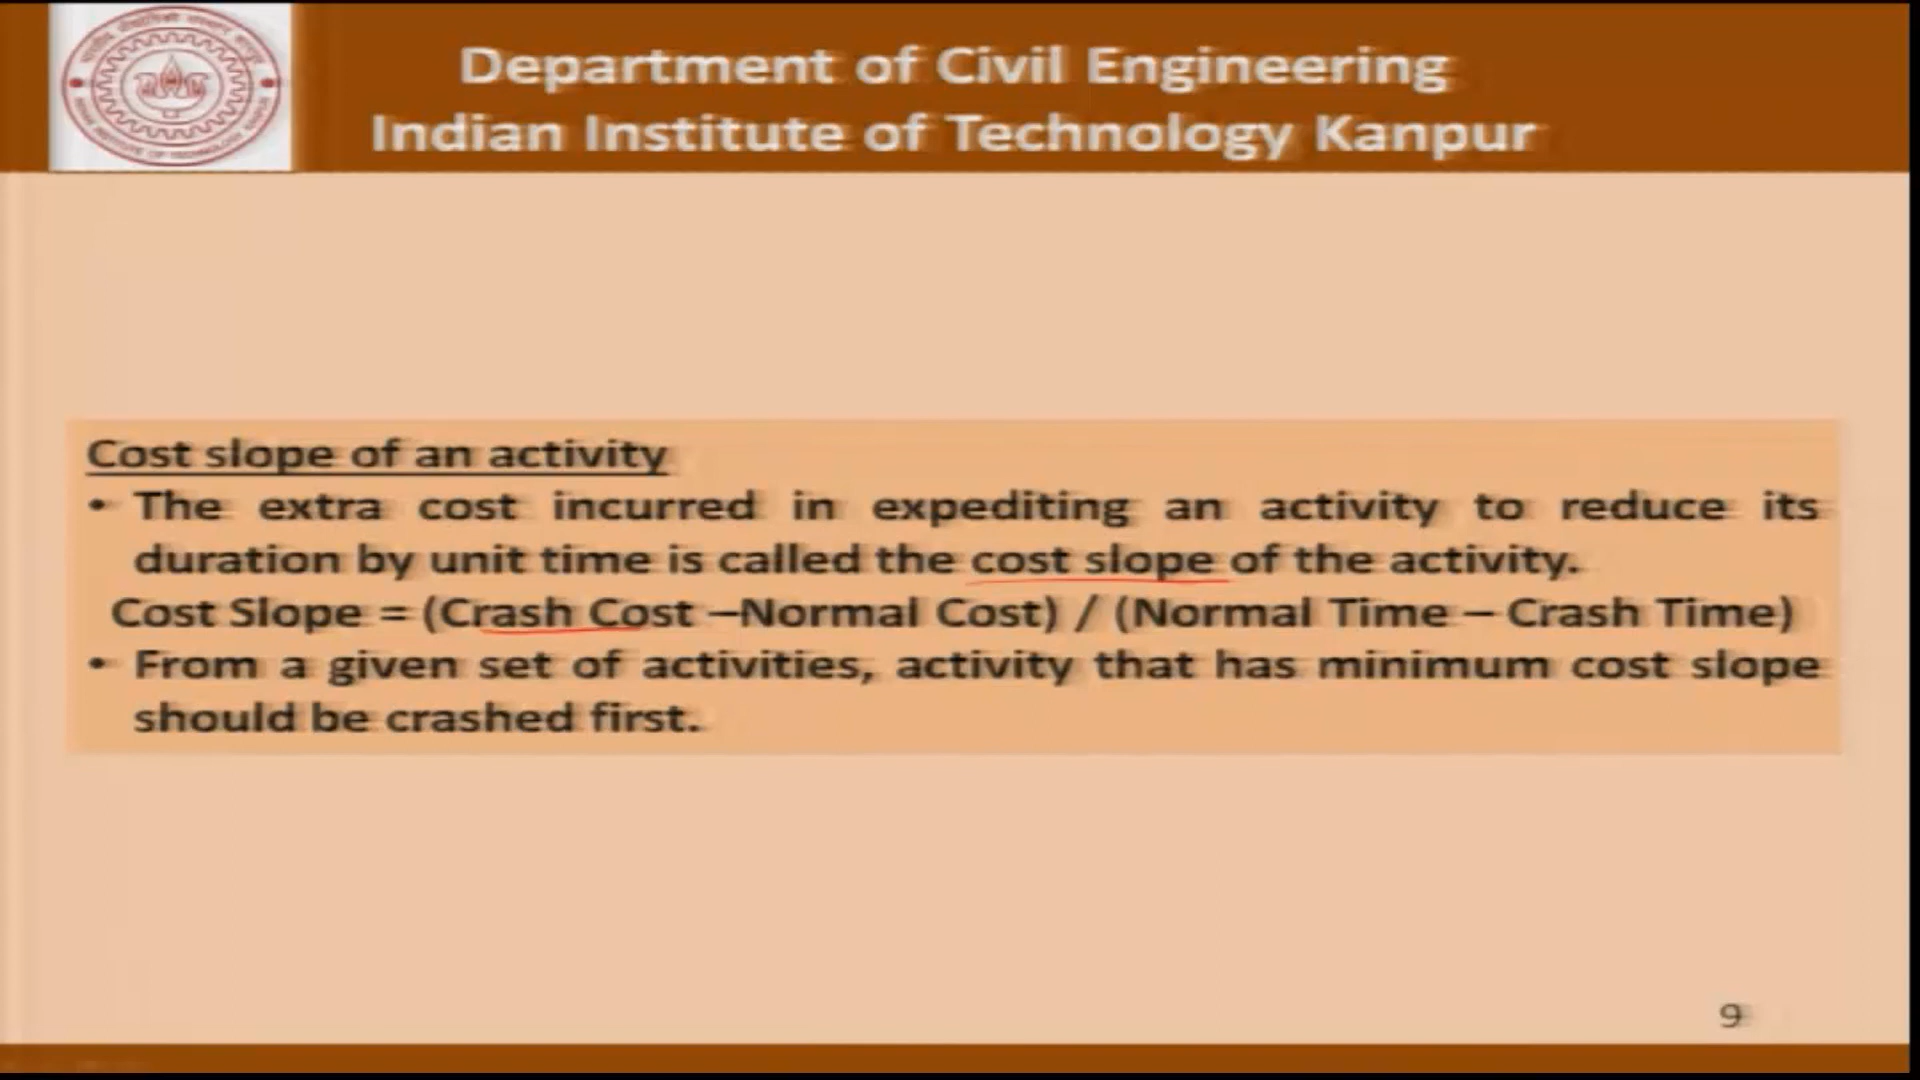 Department of Civil Engineering
Indian Institute of Technology Kanpur
Cost slope of an activity
• The extra cost incurred in expediting an activity to reduce its
duration by unit time is called the cost slope of the activity.
Cost Slope = (Crash Cost –Normal Cost) / (Normal Time – Crash Time)
• From a given set of activities, activity that has minimum cost slope
should be crashed first.
9